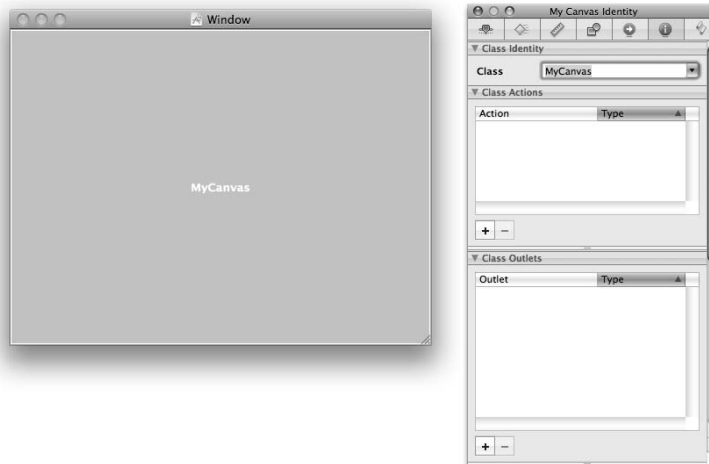 Window
MyCanvas
My Canvas Identity
Class Identity
Class MyCanvas
Class Actions
Action Type
+ −
Class Outlets
Outlet Type
+ −